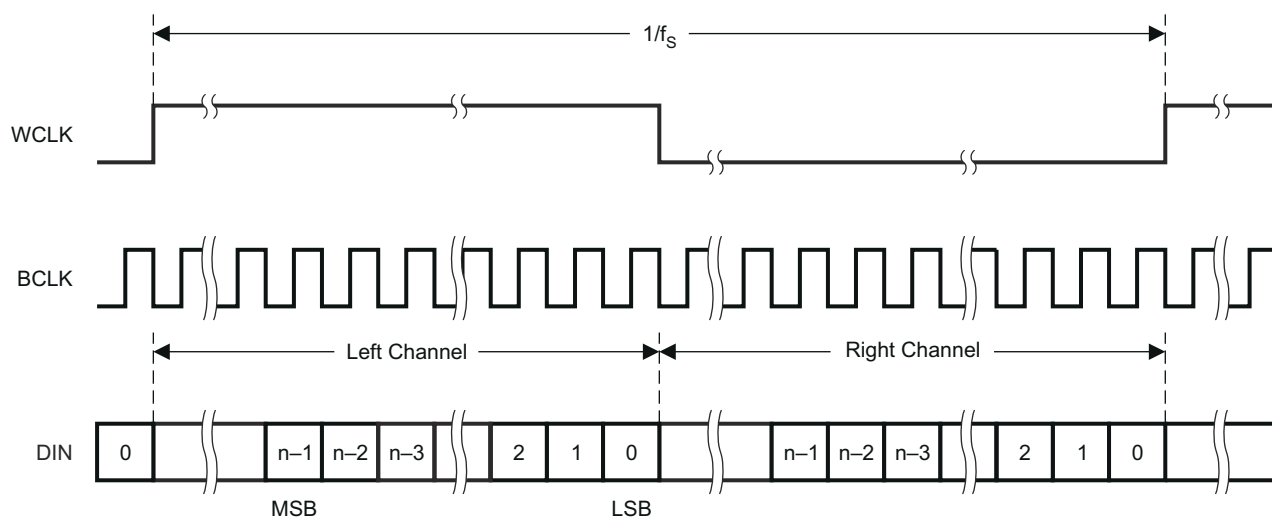 1/fS
WCLK
BCLK
Left Channel Right Channel
DIN 0 n–1 n–2 n–3 2 1 0 n–1 n–2 n–3 2 1 0
MSB LSB